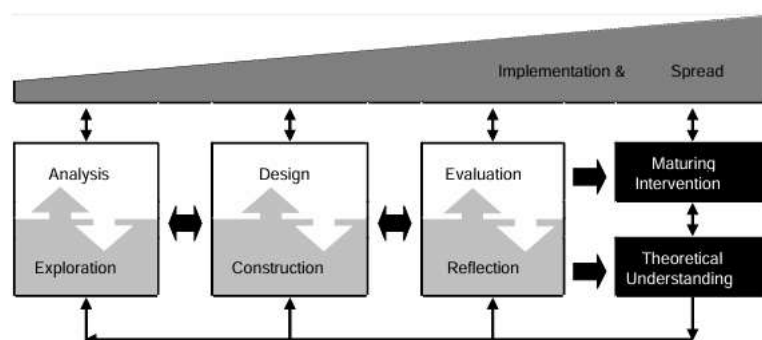 Implementation & Spread
Analysis
Exploration
Design
Construction
Evaluation
Reflection
Maturing
Intervention
Theoretical
Understanding